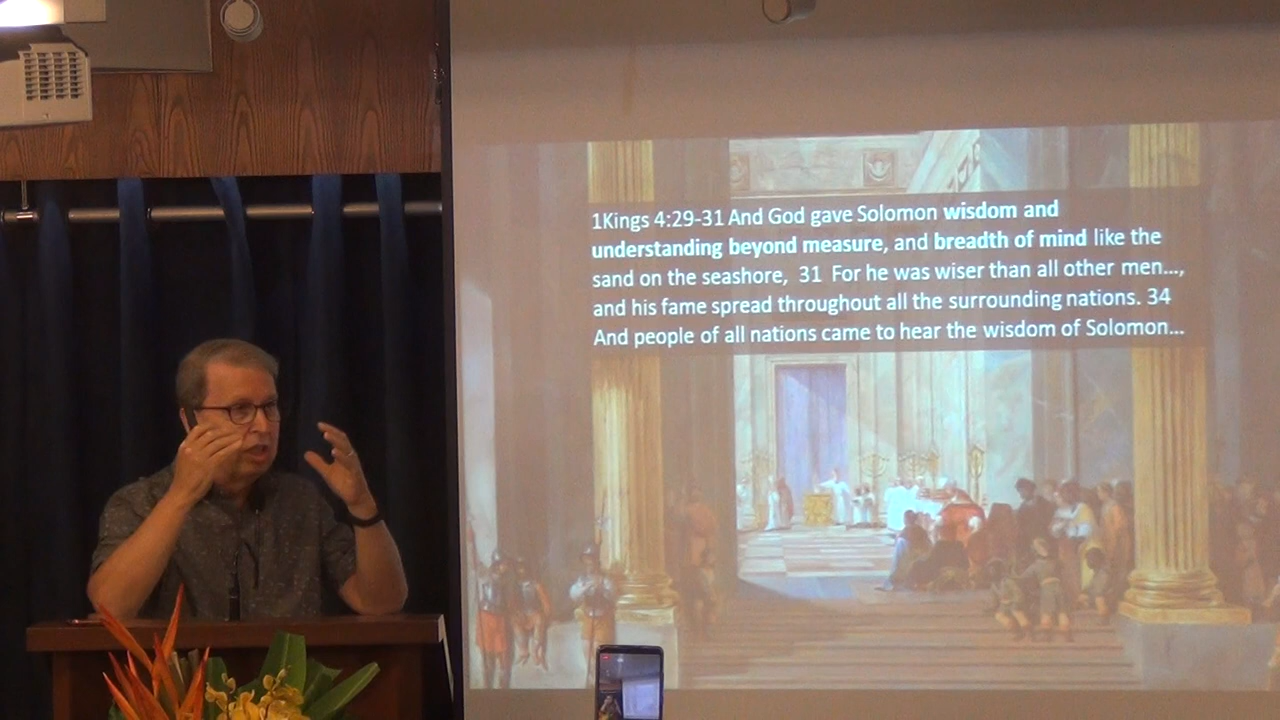 1Kings 4:29-31 And God gave Solomon wisdom and
understanding beyond measure, and breadth of mind like the
sand on the seashore, 31 For he was wiser than all other men...,
and his fame spread throughout all the surrounding nations. 34
And people of all nations came to hear the wisdom of Solomon...